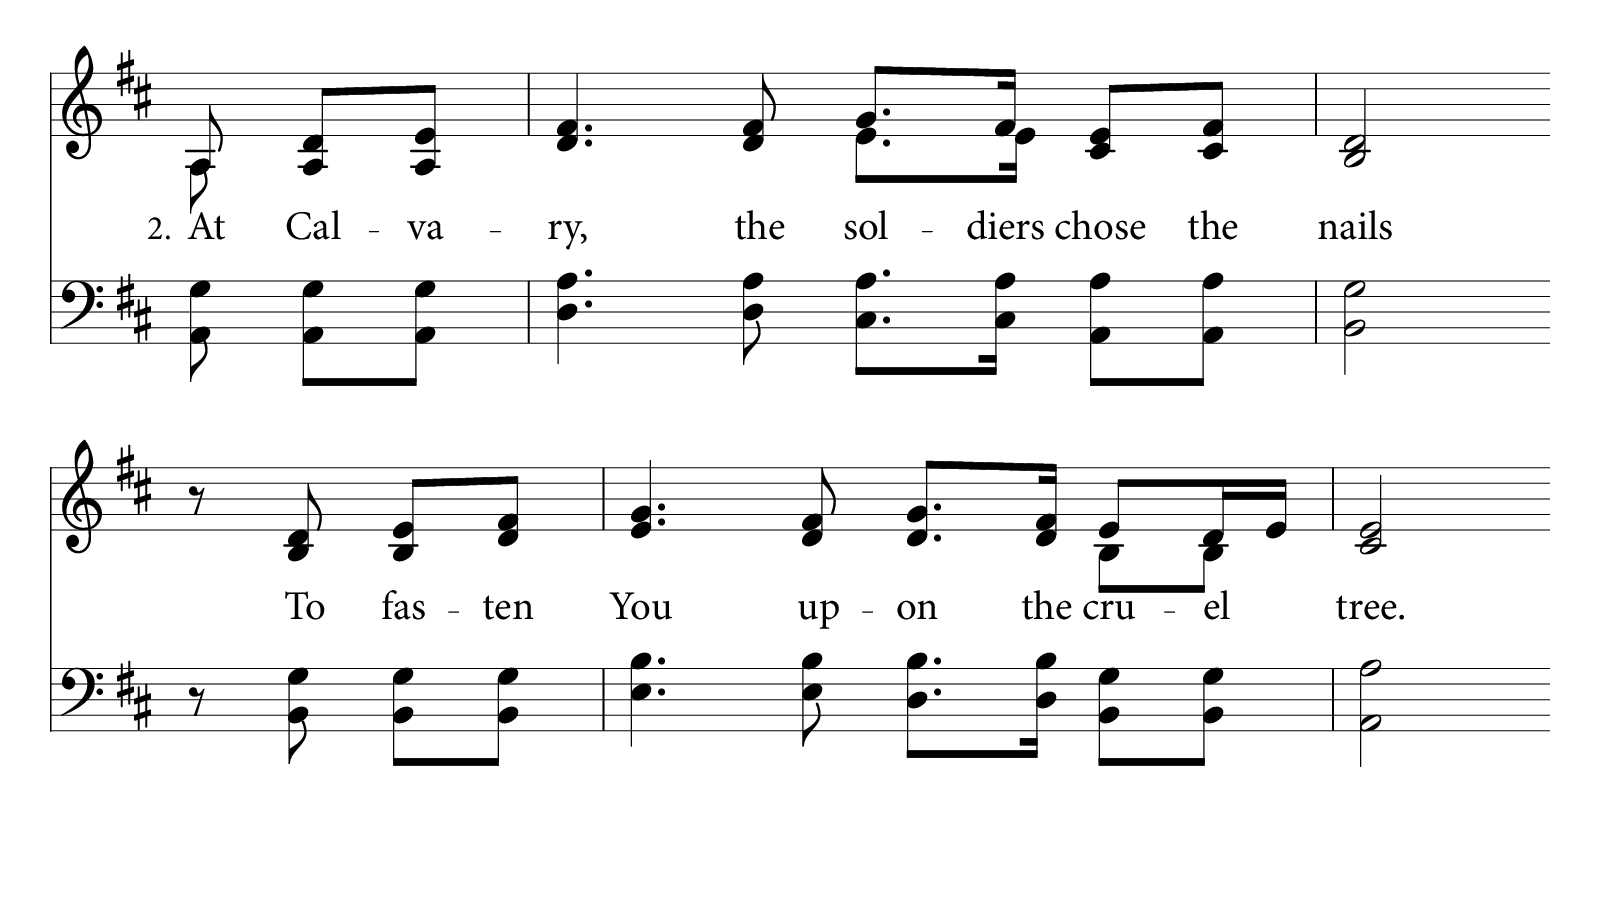 2. At Cal - va - ry, the sol - diers chose the nails
To fas - ten You up - on the cru - el tree.